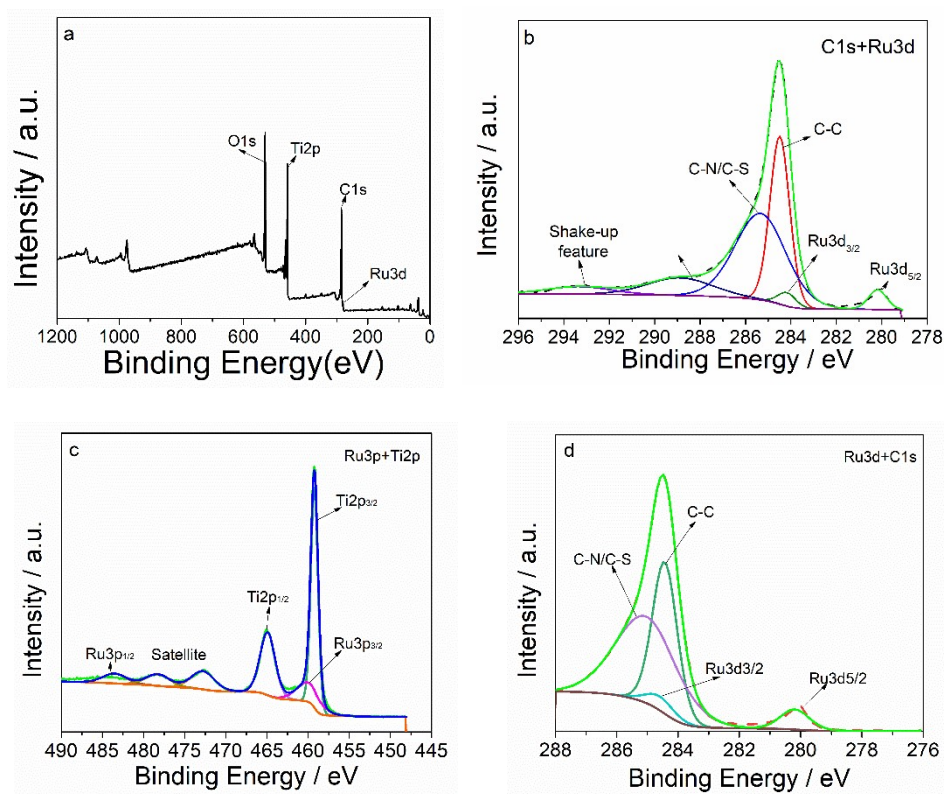 a
O1s
Ti2p
C1s
Ru3d
Intensity / a.u.
1200 1000 800 600 400 200 0
Binding Energy(eV)
b
C1s+Ru3d
C-C
C-N/C-S
Shake-up
feature
Ru3d3/2
Ru3d5/2
Intensity / a.u.
296 294 292 290 288 286 284 282 280 278
Binding Energy / eV
c
Ru3p+Ti2p
Ti2p3/2
Ti2p1/2
Ru3p3/2
Ru3p1/2
Satellite
Intensity / a.u.
490 485 480 475 470 465 460 455 450 445
Binding Energy / eV
d
Ru3d+C1s
C-C
C-N/C-S
Ru3d3/2
Ru3d5/2
Intensity / a.u.
288 286 284 282 280 278 276
Binding Energy / eV